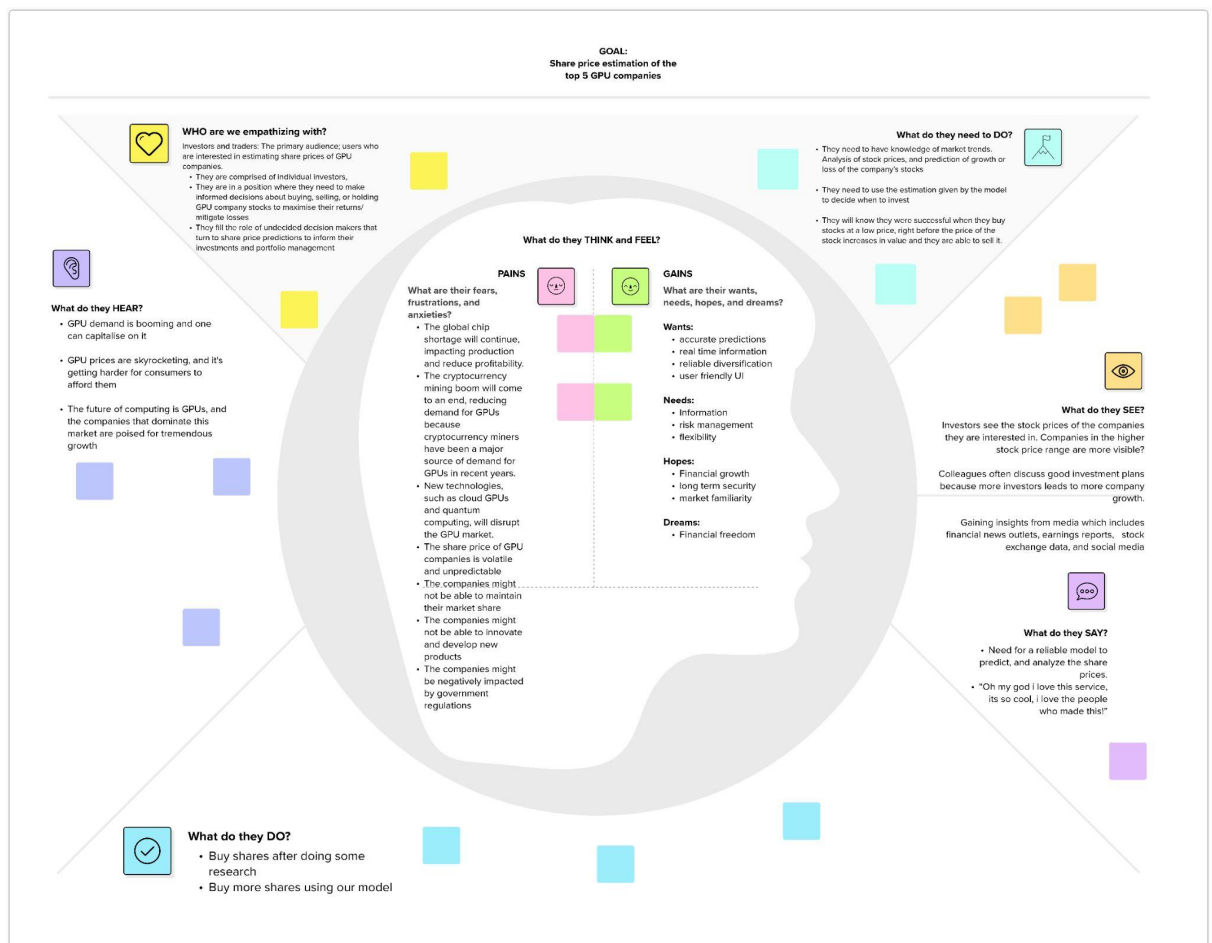 GOAL:
Share price estimation of the
top 5 GPU companies
WHO are we empathizing with?
Investors and traders: The primary audience; users who
are interested in estimating share prices of GPU
companies.
• They are comprised of individual investors,
• They are in a position where they need to make
informed decisions about buying, selling, or holding
GPU company stocks to maximise their returns/
mitigate losses
• They fill the role of undecided decision makers that
turn to share price predictions to inform their
investments and portfolio management
What do they need to DO?
• They need to have knowledge of market trends.
Analysis of stock prices, and prediction of growth or
loss of the company's stocks
• They need to use the estimation given by the model
to decide when to invest
• They will know they were successful when they buy
stocks at a low price, right before the price of the
stock increases in value and they are able to sell it.
What do they HEAR?
• GPU demand is booming and one
can capitalise on it
• GPU prices are skyrocketing, and it's
getting harder for consumers to
afford them
• The future of computing is GPUs, and
the companies that dominate this
market are poised for tremendous
growth
What do they THINK and FEEL?
PAINS
What are their fears,
frustrations, and
anxieties?
• The global chip
shortage will continue,
impacting production
and reduce profitability.
• The cryptocurrency
mining boom will come
to an end, reducing
demand for GPUs
because
cryptocurrency miners
have been a major
source of demand for
GPUs in recent years.
• New technologies,
such as cloud GPUs
and quantum
computing, will disrupt
the GPU market.
• The share price of GPU
companies is volatile
and unpredictable
• The companies might
not be able to maintain
their market share
• The companies might
not be able to innovate
and develop new
products
• The companies might
be negatively impacted
by government
regulations
GAINS
What are their wants,
needs, hopes, and dreams?
Wants:
• accurate predictions
• real time information
• reliable diversification
• user friendly UI
Needs:
• Information
• risk management
• flexibility
Hopes:
• Financial growth
• long term security
• market familiarity
Dreams:
• Financial freedom
What do they SEE?
Investors see the stock prices of the companies
they are interested in. Companies in the higher
stock price range are more visible?
Colleagues often discuss good investment plans
because more investors leads to more company
growth.
Gaining insights from media which includes
financial news outlets, earnings reports, stock
exchange data, and social media
What do they SAY?
• Need for a reliable model to
predict, and analyze the share
prices.
• "Oh my god i love this service,
its so cool, i love the people
who made this!"
What do they DO?
• Buy shares after doing some
research
• Buy more shares using our model